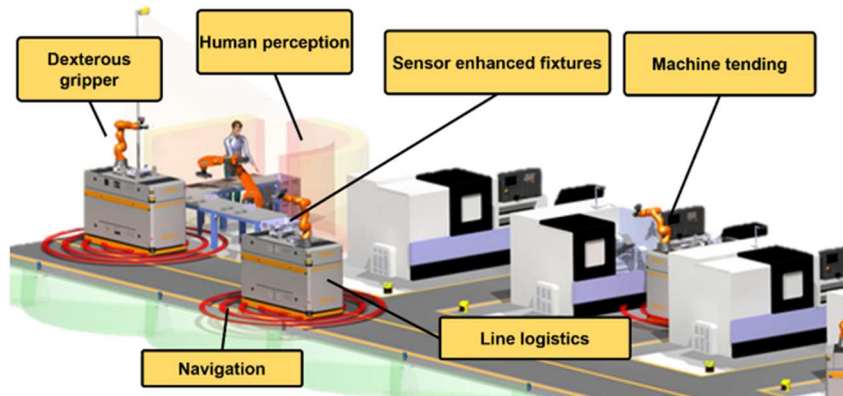 Dexterous
gripper
Human perception
Sensor enhanced fixtures
Machine tending
Navigation
Line logistics